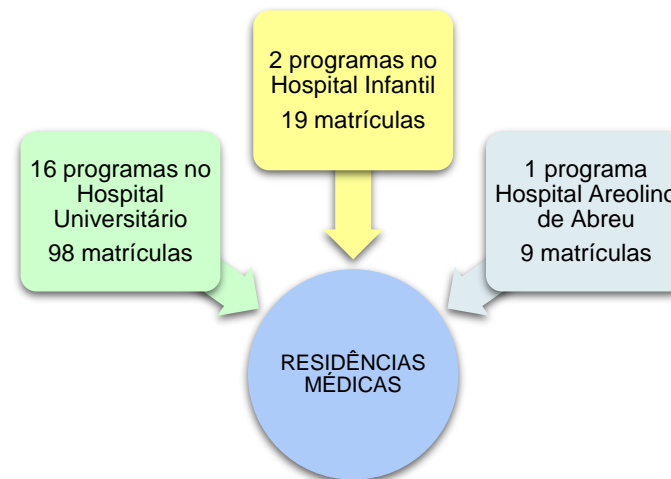 2 programas no
Hospital Infantil
19 matrículas
16 programas no
Hospital
Universitário
98 matrículas
1 programa
Hospital Areolino
de Abreu
9 matrículas
RESIDÊNCIAS
MÉDICAS